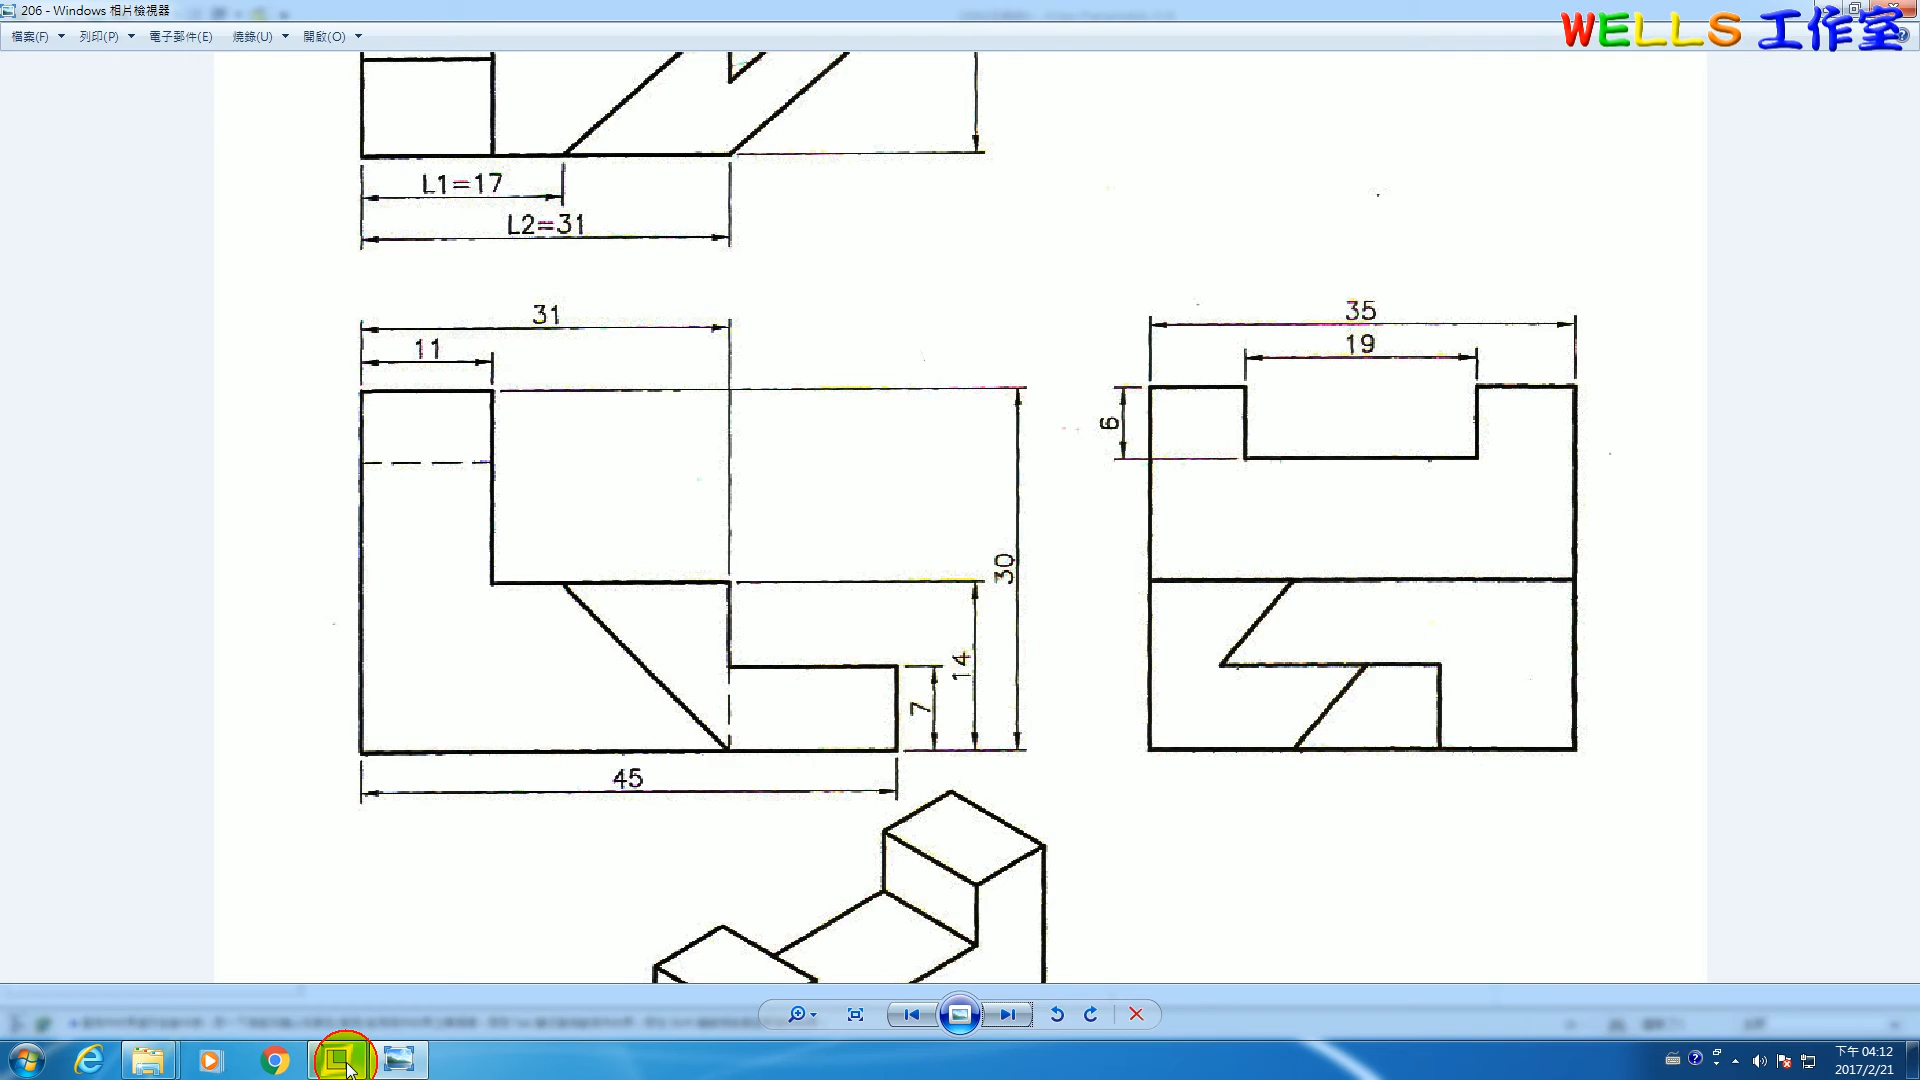 206 - Windows 相片檢視器
WELLS 工作室
檔案(F) 列印(P) 電子郵件(E) 燒錄(U) 開啟(O)
L1=17
L2=31
31
11
35
19
6
30
14
7
45
下午 04:12
2017/2/21